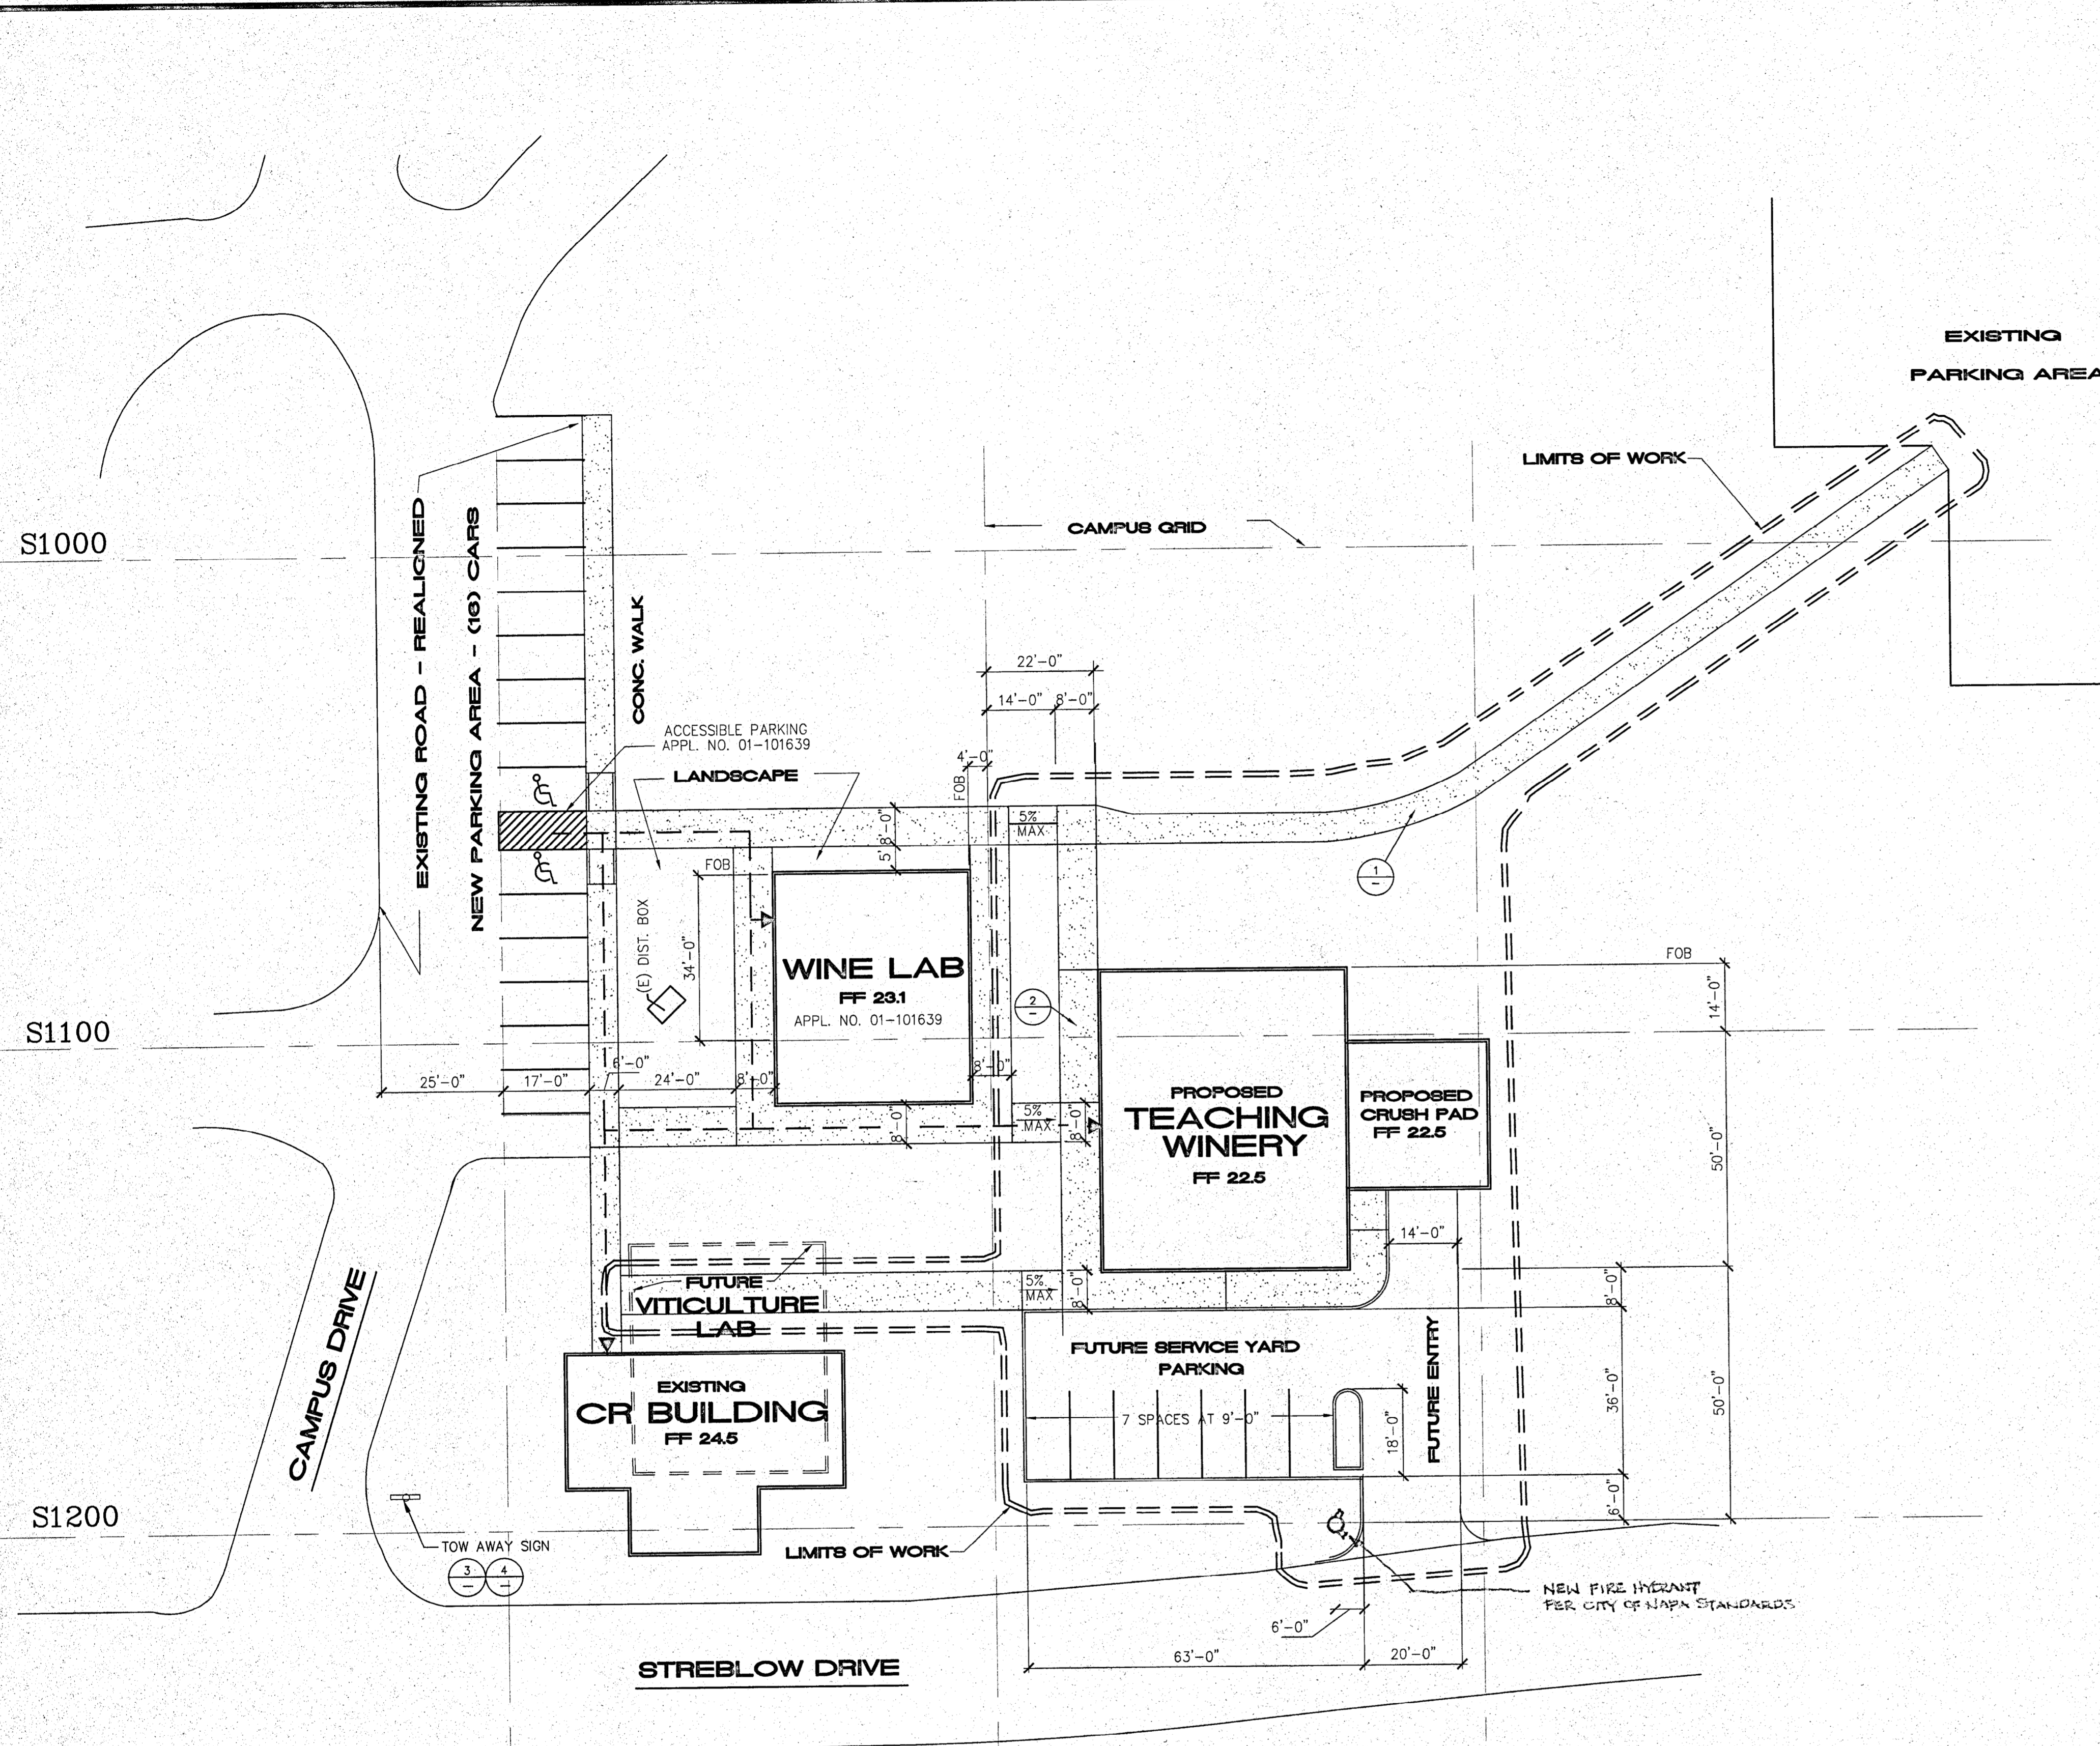 EXISTING
PARKING AREA
LIMITS OF WORK
CAMPUS GRID
S1000
EXISTING ROAD - REALIGNED
NEW PARKING AREA - (16) CARS
CONC. WALK
22'-0"
14'-0"
8'-0"
4'-0"
FOB
ACCESSIBLE PARKING
APPL. NO. 01-101639
LANDSCAPE
5%
MAX.
8'-0"
5'
FOB
1
-
(E) DIST. BOX
34'-0"
WINE LAB
FF 23.1
APPL. NO. 01-101639
2
-
FOB
14'-0"
S1100
25'-0"
17'-0"
6'-0"
24'-0"
8'-0"
8'-0"
8'-0"
5%
MAX.
8'-0"
PROPOSED
TEACHING
WINERY
FF 22.5
PROPOSED
CRUSH PAD
FF 22.5
50'-0"
14'-0"
FUTURE
VITICULTURE
LAB
5%
MAX.
8'-0"
8'-0"
CAMPUS DRIVE
EXISTING
CR BUILDING
FF 24.5
FUTURE SERVICE YARD
PARKING
7 SPACES AT 9'-0"
18'-0"
FUTURE ENTRY
36'-0"
50'-0"
6'-0"
S1200
TOW AWAY SIGN
3
-
4
-
LIMITS OF WORK
NEW FIRE HYDRANT
PER CITY OF NAPA STANDARDS
6'-0"
63'-0"
20'-0"
STREBLOW DRIVE